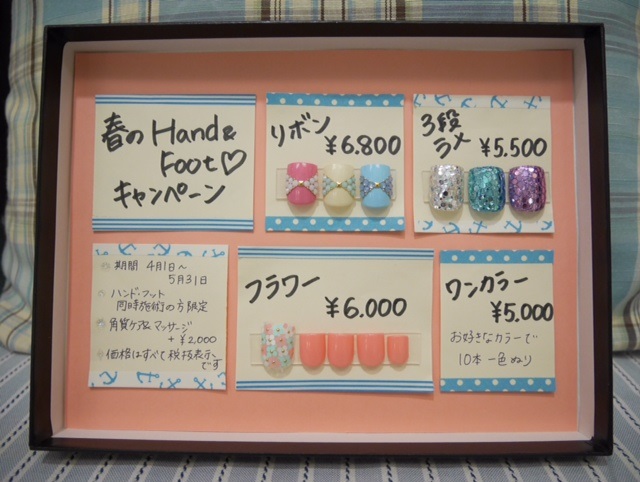 春の Hand &
Foot♡
キャンペーン
リボン
¥6.800
3段
ラメ
¥5.500
期間 4月1日〜
5月31日
ハンド・フット
同時施術の方限定
角質ケア& マッサージ
+ ¥2,000
価格はすべて税抜表示
です
フラワー
¥6.000
ワンカラー
¥5.000
お好きなカラーで
10本一色ぬり